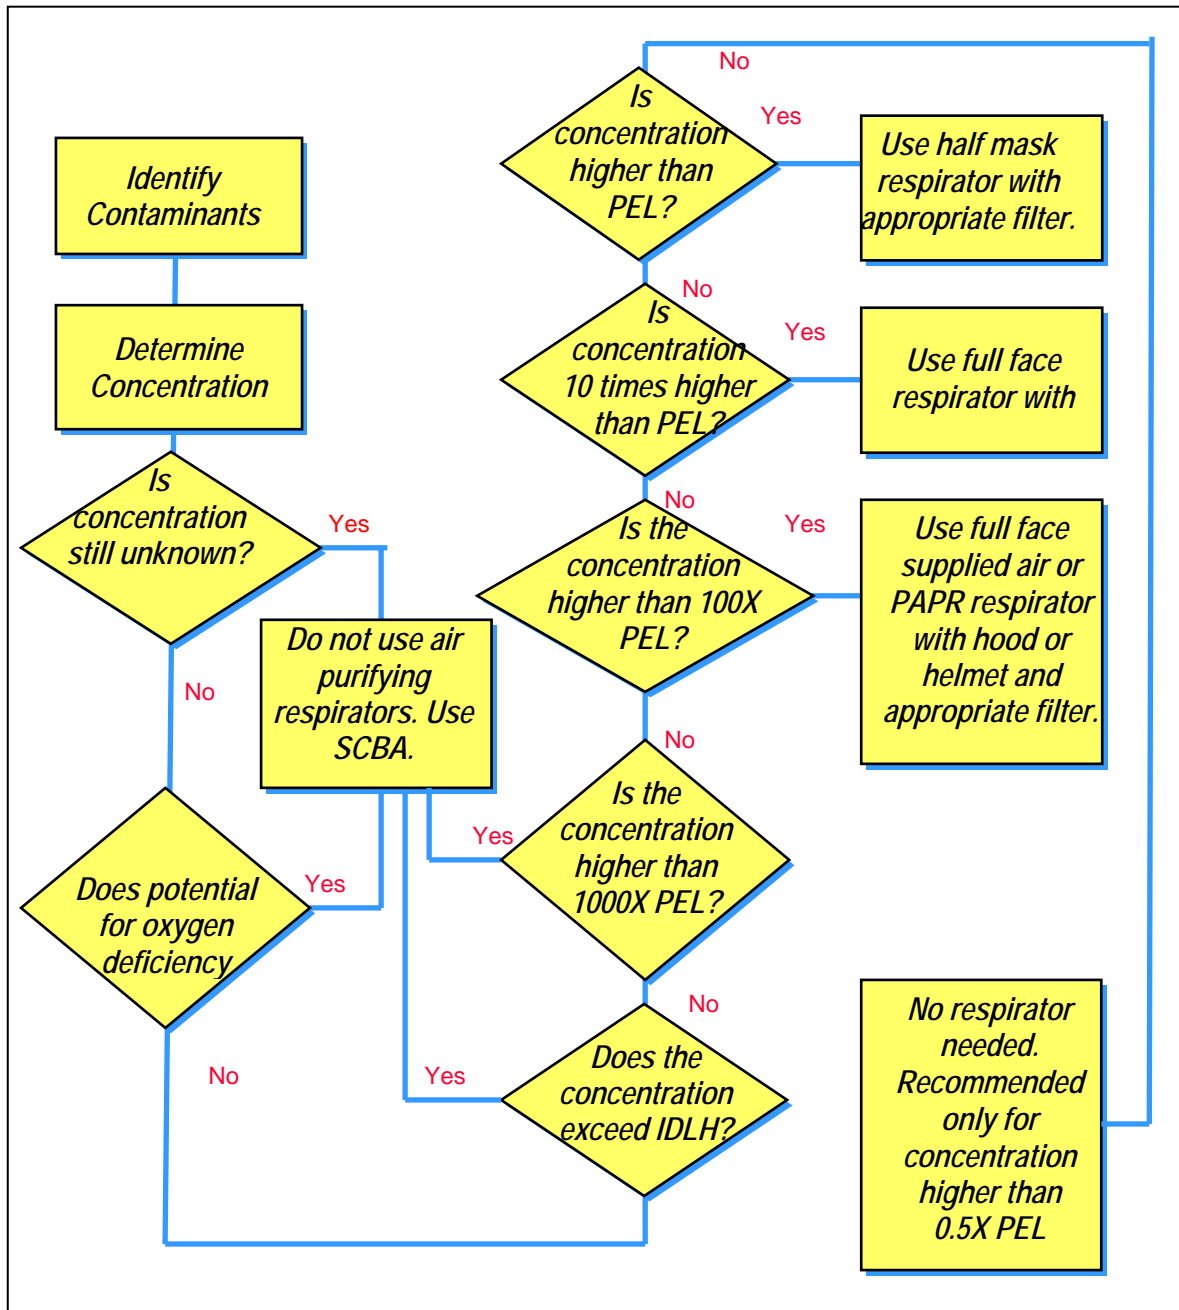 Identify
Contaminants
Determine
Concentration
Is
concentration
still unknown?
Yes
No
Do not use air
purifying
respirators. Use
SCBA.
Does potential
for oxygen
deficiency
Yes
No
Does the
concentration
exceed IDLH?
Yes
No
Is the
concentration
higher than
1000X PEL?
Yes
No
Is the
concentration
higher than 100X
PEL?
Yes
Use full face
supplied air or
PAPR respirator
with hood or
helmet and
appropriate filter.
No
Is
concentration
10 times higher
than PEL?
Yes
Use full face
respirator with
No
Is
concentration
higher than
PEL?
Yes
Use half mask
respirator with
appropriate filter.
No
No respirator
needed.
Recommended
only for
concentration
higher than
0.5X PEL